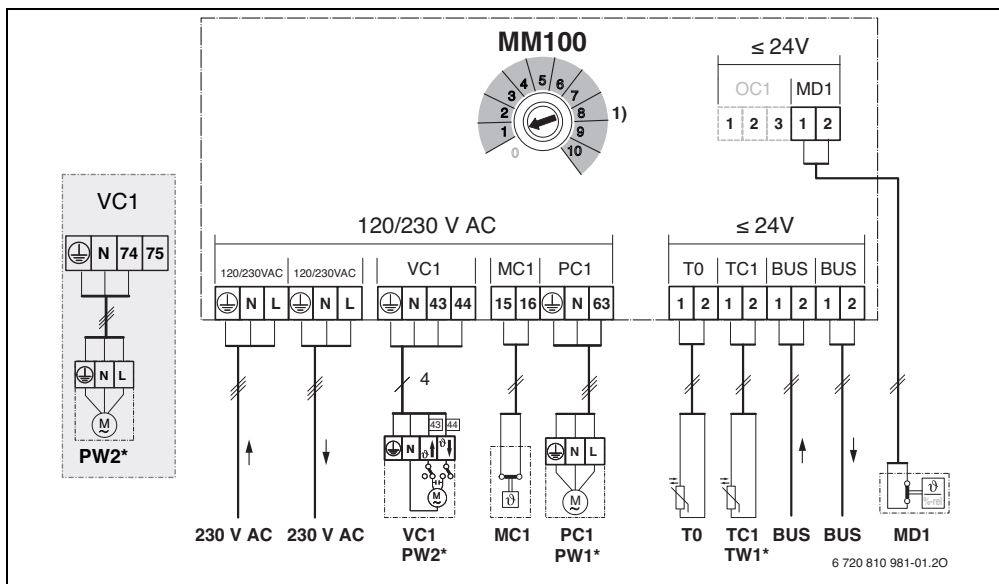 MM100
0 1 2 3 4 5 6 7 8 9 10
1)
≤ 24V
OC1 MD1
1 2 3 1 2
VC1
N 74 75
N L
M
~
PW2*
120/230 V AC
≤ 24V
120/230VAC 120/230VAC VC1 MC1 PC1 T0 TC1 BUS BUS
N L N L N 43 44 15 16 N 63 1 2 1 2 1 2 1 2
4
43 44
N ϑ ϑ N L
M
~
ϑ
M
~
ϑ
%-rel
230 V AC 230 V AC VC1 MC1 PC1 T0 TC1 BUS BUS MD1
PW2* PW1* TW1*
6 720 810 981-01.2O